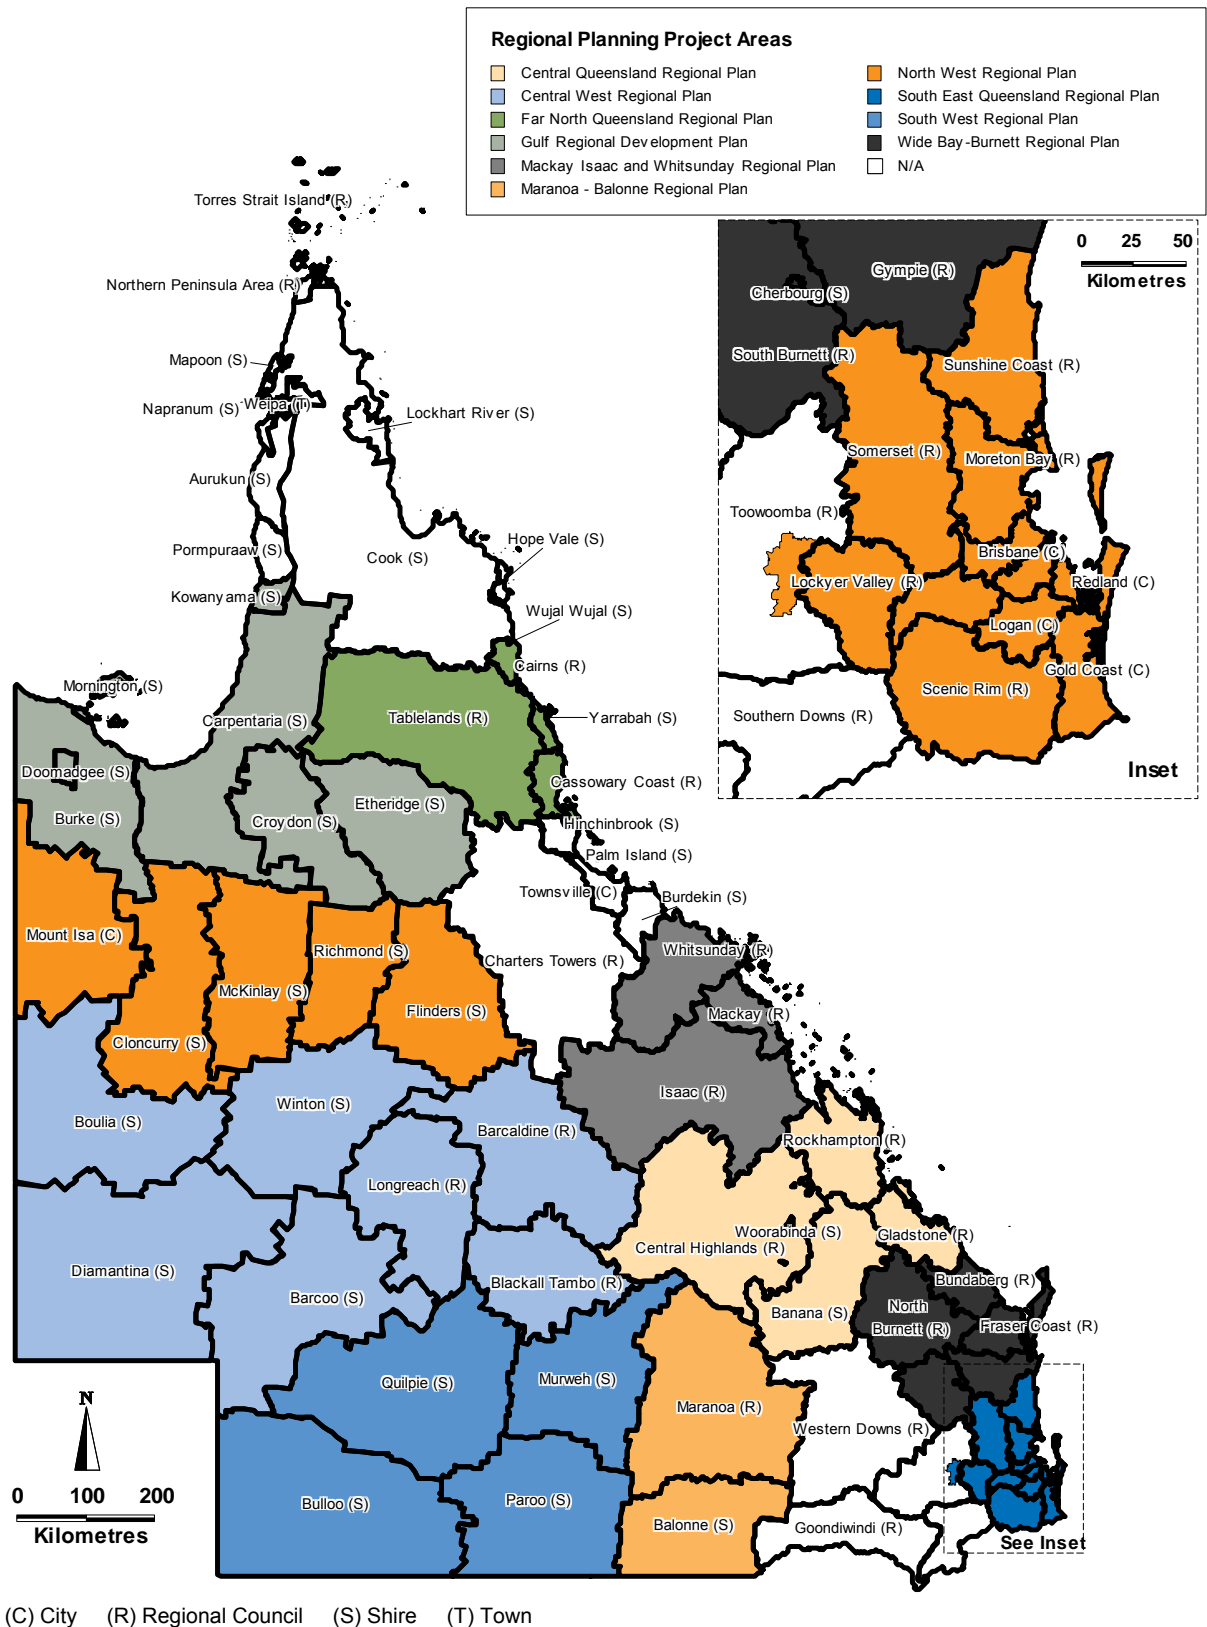 Regional Planning Project Areas
Central Queensland Regional Plan
Central West Regional Plan
Far North Queensland Regional Plan
Gulf Regional Development Plan
Mackay Isaac and Whitsunday Regional Plan
Maranoa - Balonne Regional Plan
North West Regional Plan
South East Queensland Regional Plan
South West Regional Plan
Wide Bay-Burnett Regional Plan
N/A
Torres Strait Island (R)
Northern Peninsula Area (R)
Mapoon (S)
Napranum (S)
Weipa (T)
Lockhart River (S)
Aurukun (S)
Pormpuraaw (S)
Cook (S)
Hope Vale (S)
Kowanyama (S)
Wujal Wujal (S)
Cairns (R)
Mornington (S)
Carpentaria (S)
Tablelands (R)
Yarrabah (S)
Doomadgee (S)
Cassowary Coast (R)
Burke (S)
Croydon (S)
Etheridge (S)
Hinchinbrook (S)
Palm Island (S)
Townsville (C)
Burdekin (S)
Mount Isa (C)
Richmond (S)
Charters Towers (R)
Whitsunday (R)
McKinlay (S)
Flinders (S)
Mackay (R)
Cloncurry (S)
Isaac (R)
Winton (S)
Boulia (S)
Barcaldine (R)
Rockhampton (R)
Longreach (R)
Woorabinda (S)
Gladstone (R)
Central Highlands (R)
Diamantina (S)
Blackall Tambo (R)
Bundaberg (R)
Barcoo (S)
Banana (S)
North
Burnett (R)
Fraser Coast (R)
Quilpie (S)
Murweh (S)
Maranoa (R)
Western Downs (R)
Bulloo (S)
Paroo (S)
Balonne (S)
Goondiwindi (R)
See Inset
0 25 50
Kilometres
Gympie (R)
Cherbourg (S)
South Burnett (R)
Sunshine Coast (R)
Somerset (R)
Moreton Bay (R)
Toowoomba (R)
Brisbane (C)
Lockyer Valley (R)
Redland (C)
Logan (C)
Gold Coast (C)
Scenic Rim (R)
Southern Downs (R)
Inset
N
0 100 200
Kilometres
(C) City (R) Regional Council (S) Shire (T) Town